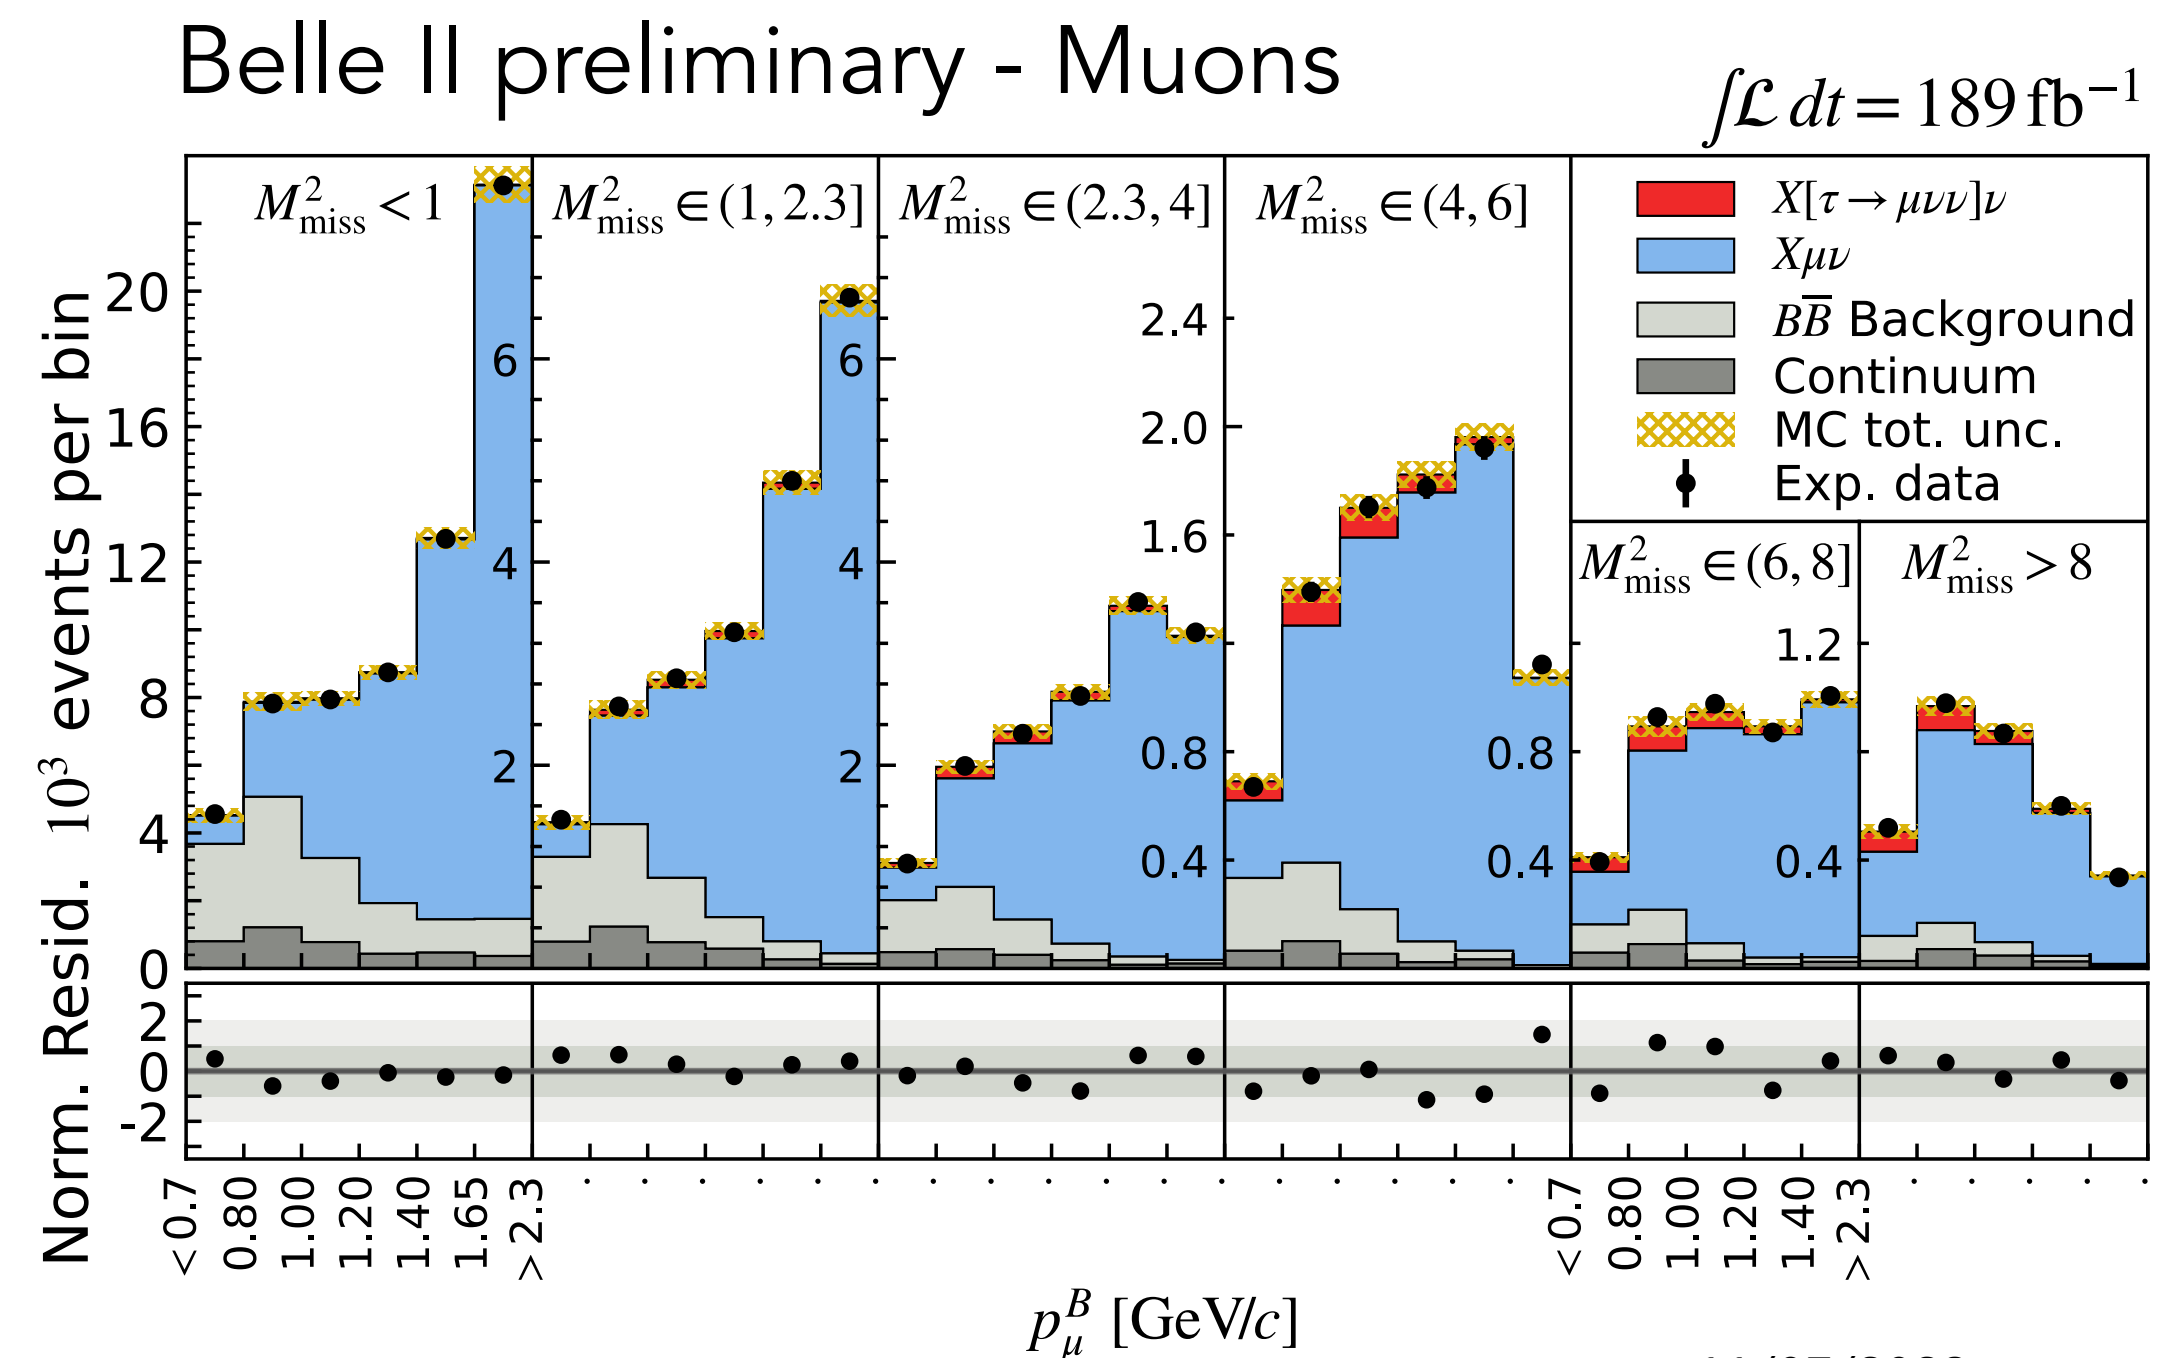 Belle II preliminary - Muons
∫ℒ dt = 189 fb⁻¹
M²miss < 1
M²miss ∈ (1, 2.3]
M²miss ∈ (2.3, 4]
M²miss ∈ (4, 6]
X[τ → μνν]ν
Xμν
BB̅ Background
Continuum
MC tot. unc.
Exp. data
M²miss ∈ (6, 8]
M²miss > 8
10³ events per bin
20
16
12
8
4
0
6
4
2
6
4
2
2.4
2.0
1.6
0.8
0.4
0.8
0.4
1.2
0.4
Norm. Resid.
2
0
-2
< 0.7
0.80
1.00
1.20
1.40
1.65
> 2.3
< 0.7
0.80
1.00
1.20
1.40
> 2.3
p_μ^B [GeV/c]